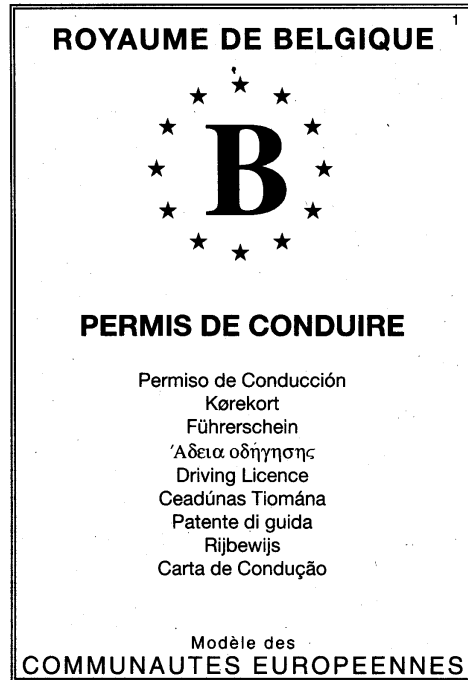 1
ROYAUME DE BELGIQUE
B
PERMIS DE CONDUIRE
Permiso de Conducción
Kørekort
Führerschein
Άδεια οδήγησης
Driving Licence
Ceadúnas Tiomána
Patente di guida
Rijbewijs
Carta de Condução
Modèle des
COMMUNAUTES EUROPEENNES